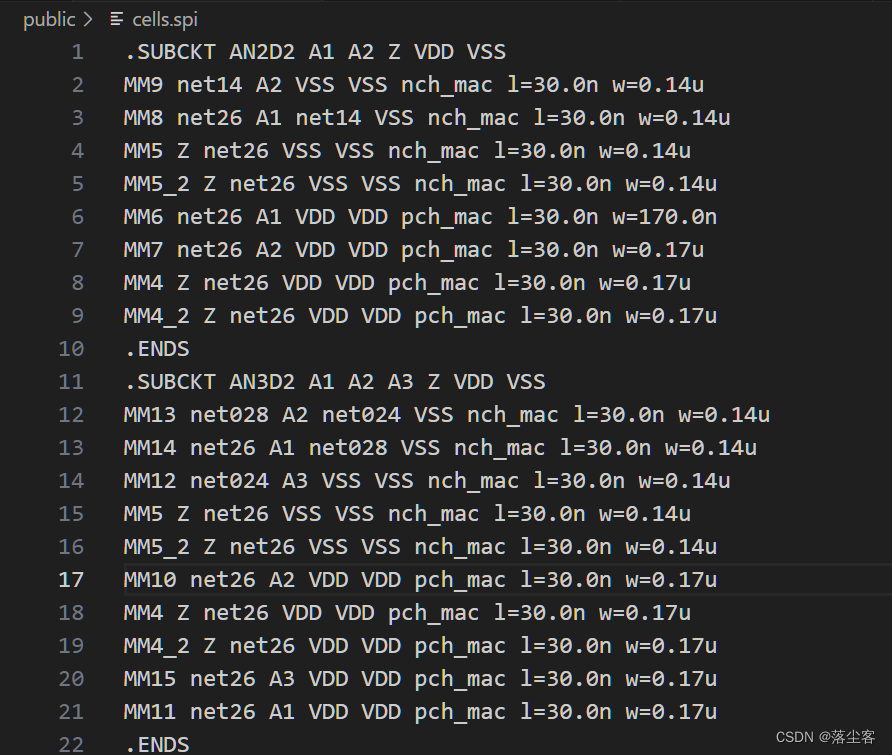 public > cells.spi
1 .SUBCKT AN2D2 A1 A2 Z VDD VSS
2 MM9 net14 A2 VSS VSS nch_mac l=30.0n w=0.14u
3 MM8 net26 A1 net14 VSS nch_mac l=30.0n w=0.14u
4 MM5 Z net26 VSS VSS nch_mac l=30.0n w=0.14u
5 MM5_2 Z net26 VSS VSS nch_mac l=30.0n w=0.14u
6 MM6 net26 A1 VDD VDD pch_mac l=30.0n w=170.0n
7 MM7 net26 A2 VDD VDD pch_mac l=30.0n w=0.17u
8 MM4 Z net26 VDD VDD pch_mac l=30.0n w=0.17u
9 MM4_2 Z net26 VDD VDD pch_mac l=30.0n w=0.17u
10 .ENDS
11 .SUBCKT AN3D2 A1 A2 A3 Z VDD VSS
12 MM13 net028 A2 net024 VSS nch_mac l=30.0n w=0.14u
13 MM14 net26 A1 net028 VSS nch_mac l=30.0n w=0.14u
14 MM12 net024 A3 VSS VSS nch_mac l=30.0n w=0.14u
15 MM5 Z net26 VSS VSS nch_mac l=30.0n w=0.14u
16 MM5_2 Z net26 VSS VSS nch_mac l=30.0n w=0.14u
17 MM10 net26 A2 VDD VDD pch_mac l=30.0n w=0.17u
18 MM4 Z net26 VDD VDD pch_mac l=30.0n w=0.17u
19 MM4_2 Z net26 VDD VDD pch_mac l=30.0n w=0.17u
20 MM15 net26 A3 VDD VDD pch_mac l=30.0n w=0.17u
21 MM11 net26 A1 VDD VDD pch_mac l=30.0n w=0.17u
22 .ENDS
CSDN @落尘客